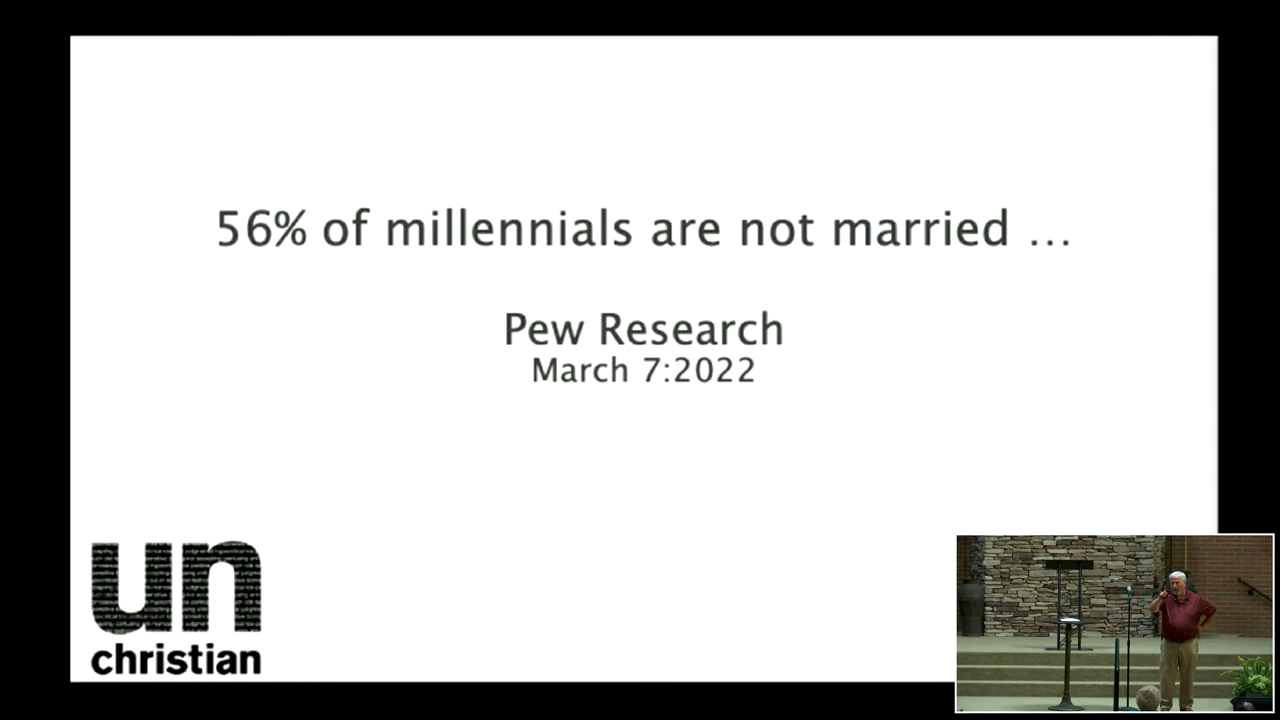 56% of millennials are not married ...
Pew Research
March 7:2022
un
christian